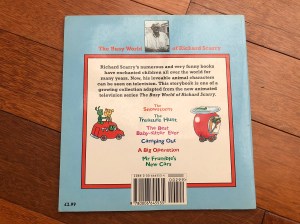 The Busy World of Richard Scarry
Richard Scarry's numerous and very funny books
have enchanted children all over the world for
many years. Now, his loveable animal characters
can be seen on television. This storybook is one of a
growing collection adapted from the new animated
television series The Busy World of Richard Scarry.
The
Snowstorm
The
Treasure Hunt
The Best
Baby-Sitter Ever
Camping Out
A Big Operation
Mr Frumble's
New Cars
£2.99